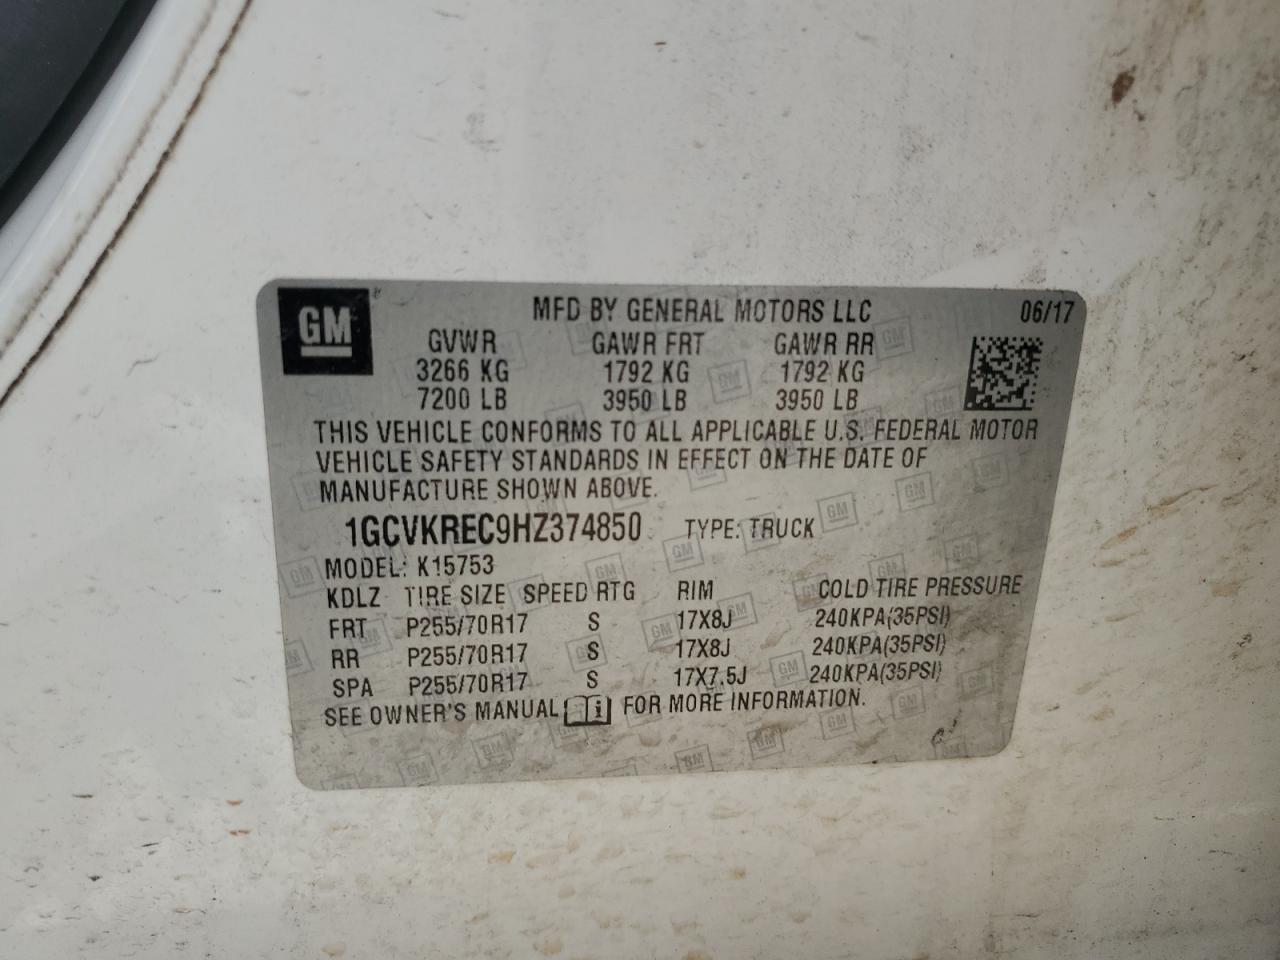 GM
MFD BY GENERAL MOTORS LLC 06/17
GVWR GAWR FRT GAWR RR
3266 KG 1792 KG 1792 KG
7200 LB 3950 LB 3950 LB
THIS VEHICLE CONFORMS TO ALL APPLICABLE U.S. FEDERAL MOTOR
VEHICLE SAFETY STANDARDS IN EFFECT ON THE DATE OF
MANUFACTURE SHOWN ABOVE.
1GCVKREC9HZ374850 TYPE: TRUCK
MODEL: K15753
KDLZ TIRE SIZE SPEED RTG RIM COLD TIRE PRESSURE
FRT P255/70R17 S 17X8J 240KPA(35PSI)
RR P255/70R17 S 17X8J 240KPA(35PSI)
SPA P255/70R17 S 17X7.5J 240KPA(35PSI)
SEE OWNER'S MANUAL FOR MORE INFORMATION.